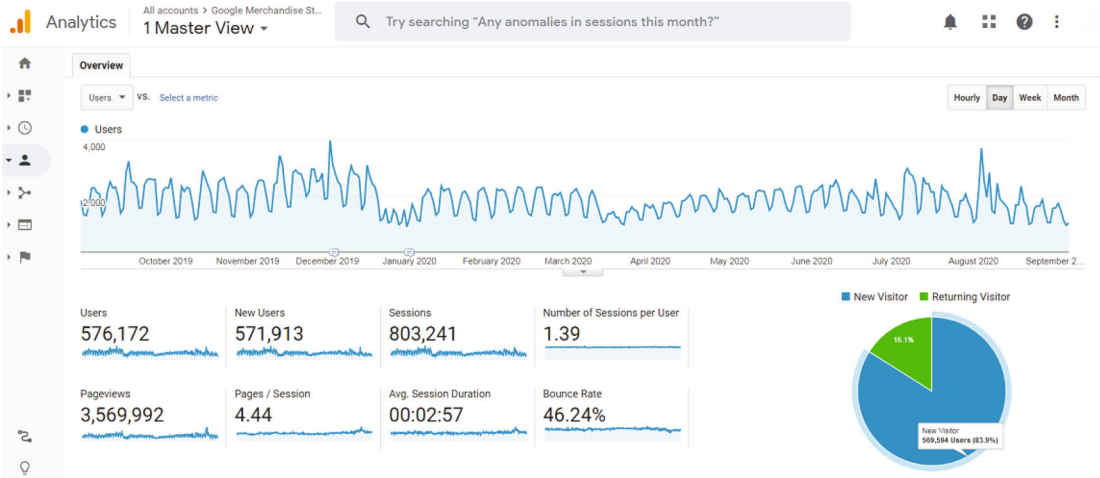 All accounts > Google Merchandise St...
Analytics
1 Master View
Try searching “Any anomalies in sessions this month?”
Overview
Users
VS.
Select a metric
Hourly
Day
Week
Month
Users
4,000
2,000
October 2019
November 2019
December 2019
January 2020
February 2020
March 2020
April 2020
May 2020
June 2020
July 2020
August 2020
September 2...
New Visitor
Returning Visitor
Users
576,172
New Users
571,913
Sessions
803,241
Number of Sessions per User
1.39
Pageviews
3,569,992
Pages / Session
4.44
Avg. Session Duration
00:02:57
Bounce Rate
46.24%
16.1%
New Visitor
569,594 Users (83.9%)